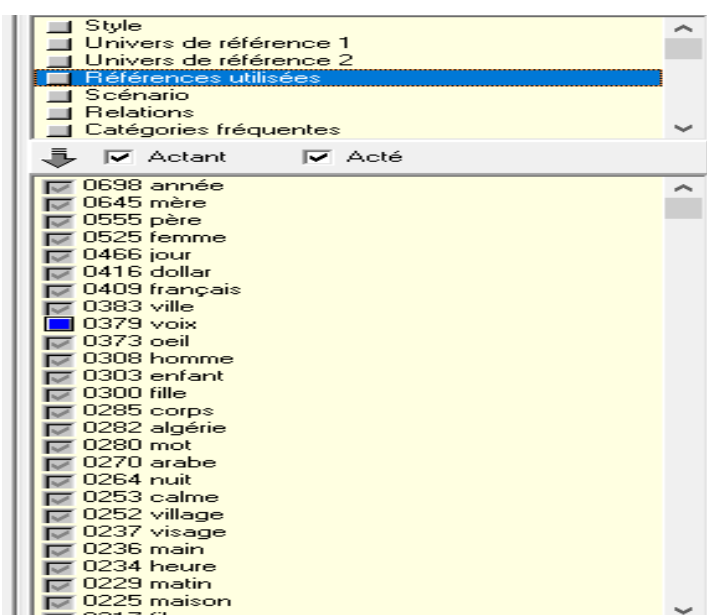 Style
Univers de référence 1
Univers de référence 2
Références utilisées
Scénario
Relations
Catégories fréquentes
Actant Acté
0698 année
0645 mère
0555 père
0525 femme
0466 jour
0416 dollar
0409 français
0383 ville
0379 voix
0373 oeil
0308 homme
0303 enfant
0300 fille
0285 corps
0282 algérie
0280 mot
0270 arabe
0264 nuit
0253 calme
0252 village
0237 visage
0236 main
0234 heure
0229 matin
0225 maison